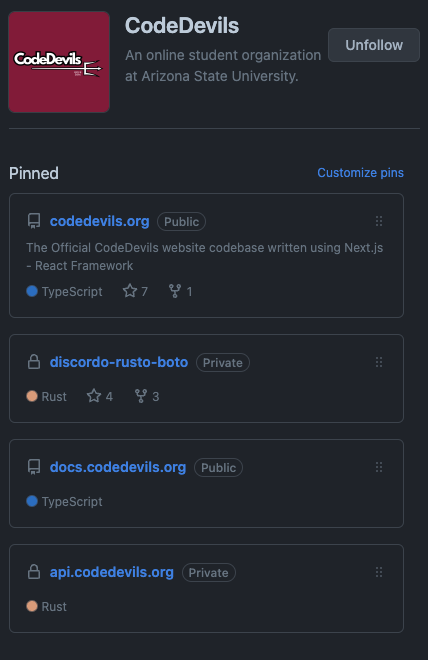 CodeDevils
An online student organization
at Arizona State University.
Unfollow
CodeDevils
Pinned
Customize pins
codedevils.org Public
The Official CodeDevils website codebase written using Next.js
- React Framework
TypeScript 7 1
discordo-rusto-boto Private
Rust 4 3
docs.codedevils.org Public
TypeScript
api.codedevils.org Private
Rust